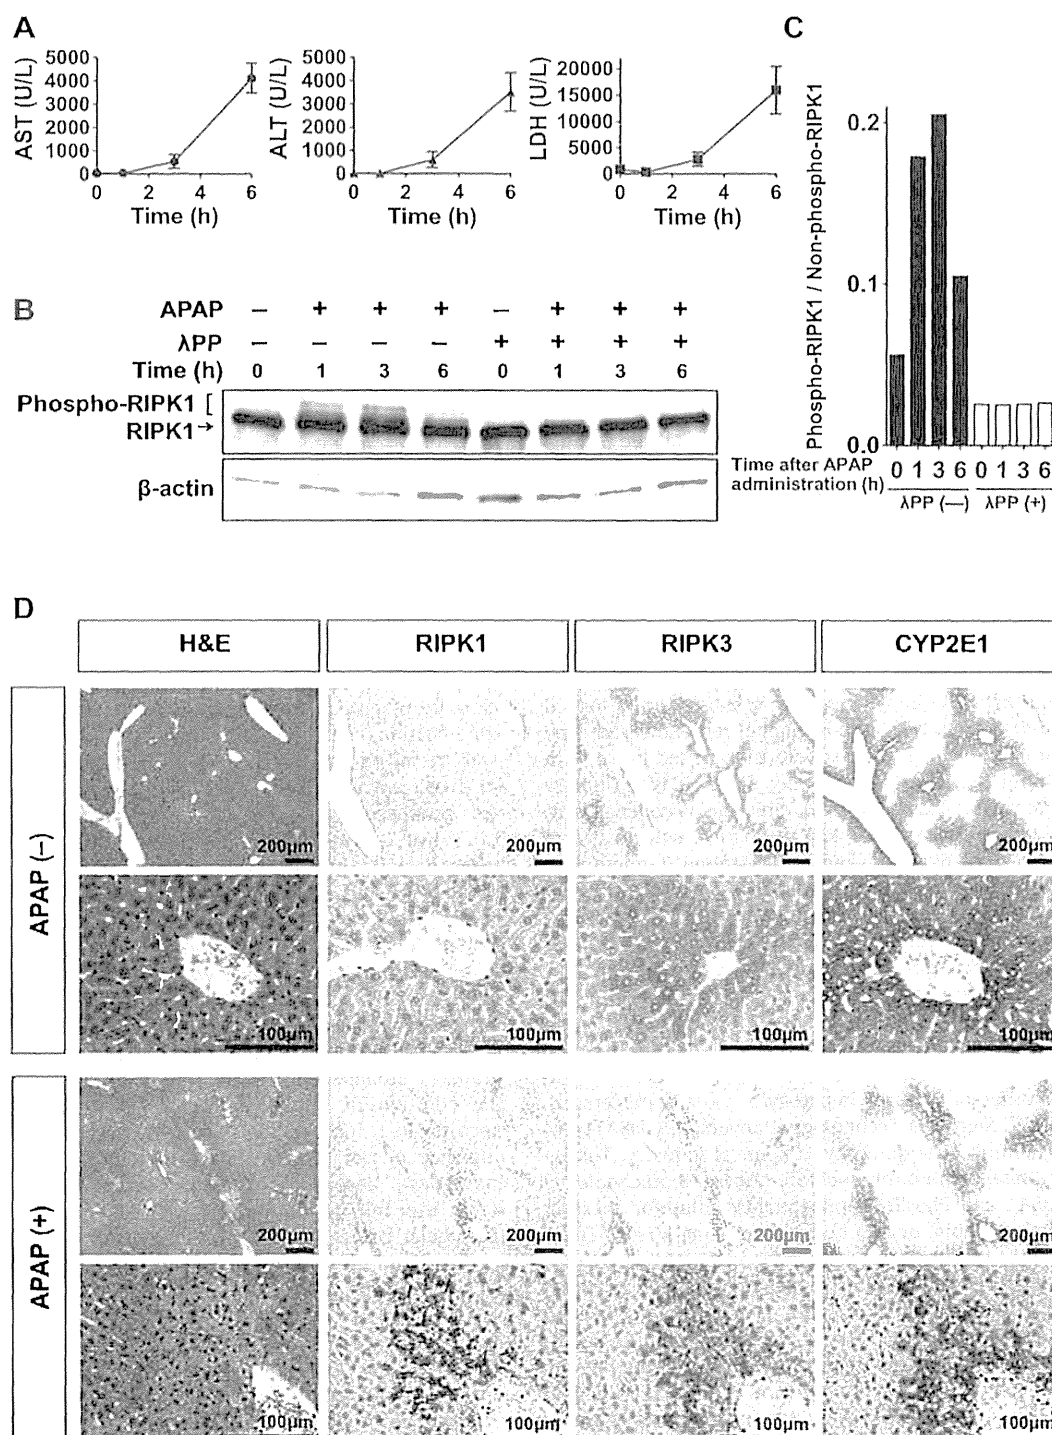 A
C
AST (U/L)
5000
4000
3000
2000
1000
0
0 2 4 6
Time (h)
ALT (U/L)
5000
4000
3000
2000
1000
0
0 2 4 6
Time (h)
LDH (U/L)
20000
15000
10000
5000
0
0 2 4 6
Time (h)
Phospho-RIPK1 / Non-phospho-RIPK1
0.2
0.1
0.0
Time after APAP administration (h)
0 1 3 6 0 1 3 6
λPP (—) λPP (+)
B
APAP − + + + − + + +
λPP − − − − + + + +
Time (h) 0 1 3 6 0 1 3 6
Phospho-RIPK1 [
RIPK1→
β-actin
D
H&E RIPK1 RIPK3 CYP2E1
APAP (−)
200μm 200μm 200μm 200μm
100μm 100μm 100μm 100μm
APAP (+)
200μm 200μm 200μm 200μm
100μm 100μm 100μm 100μm